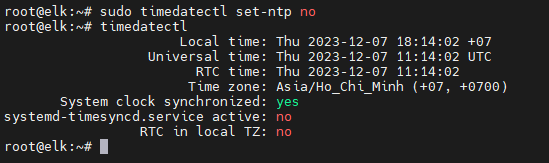 root@elk:~# sudo timedatectl set-ntp no
root@elk:~# timedatectl
Local time: Thu 2023-12-07 18:14:02 +07
Universal time: Thu 2023-12-07 11:14:02 UTC
RTC time: Thu 2023-12-07 11:14:02
Time zone: Asia/Ho_Chi_Minh (+07, +0700)
System clock synchronized: yes
systemd-timesyncd.service active: no
RTC in local TZ: no
root@elk:~#